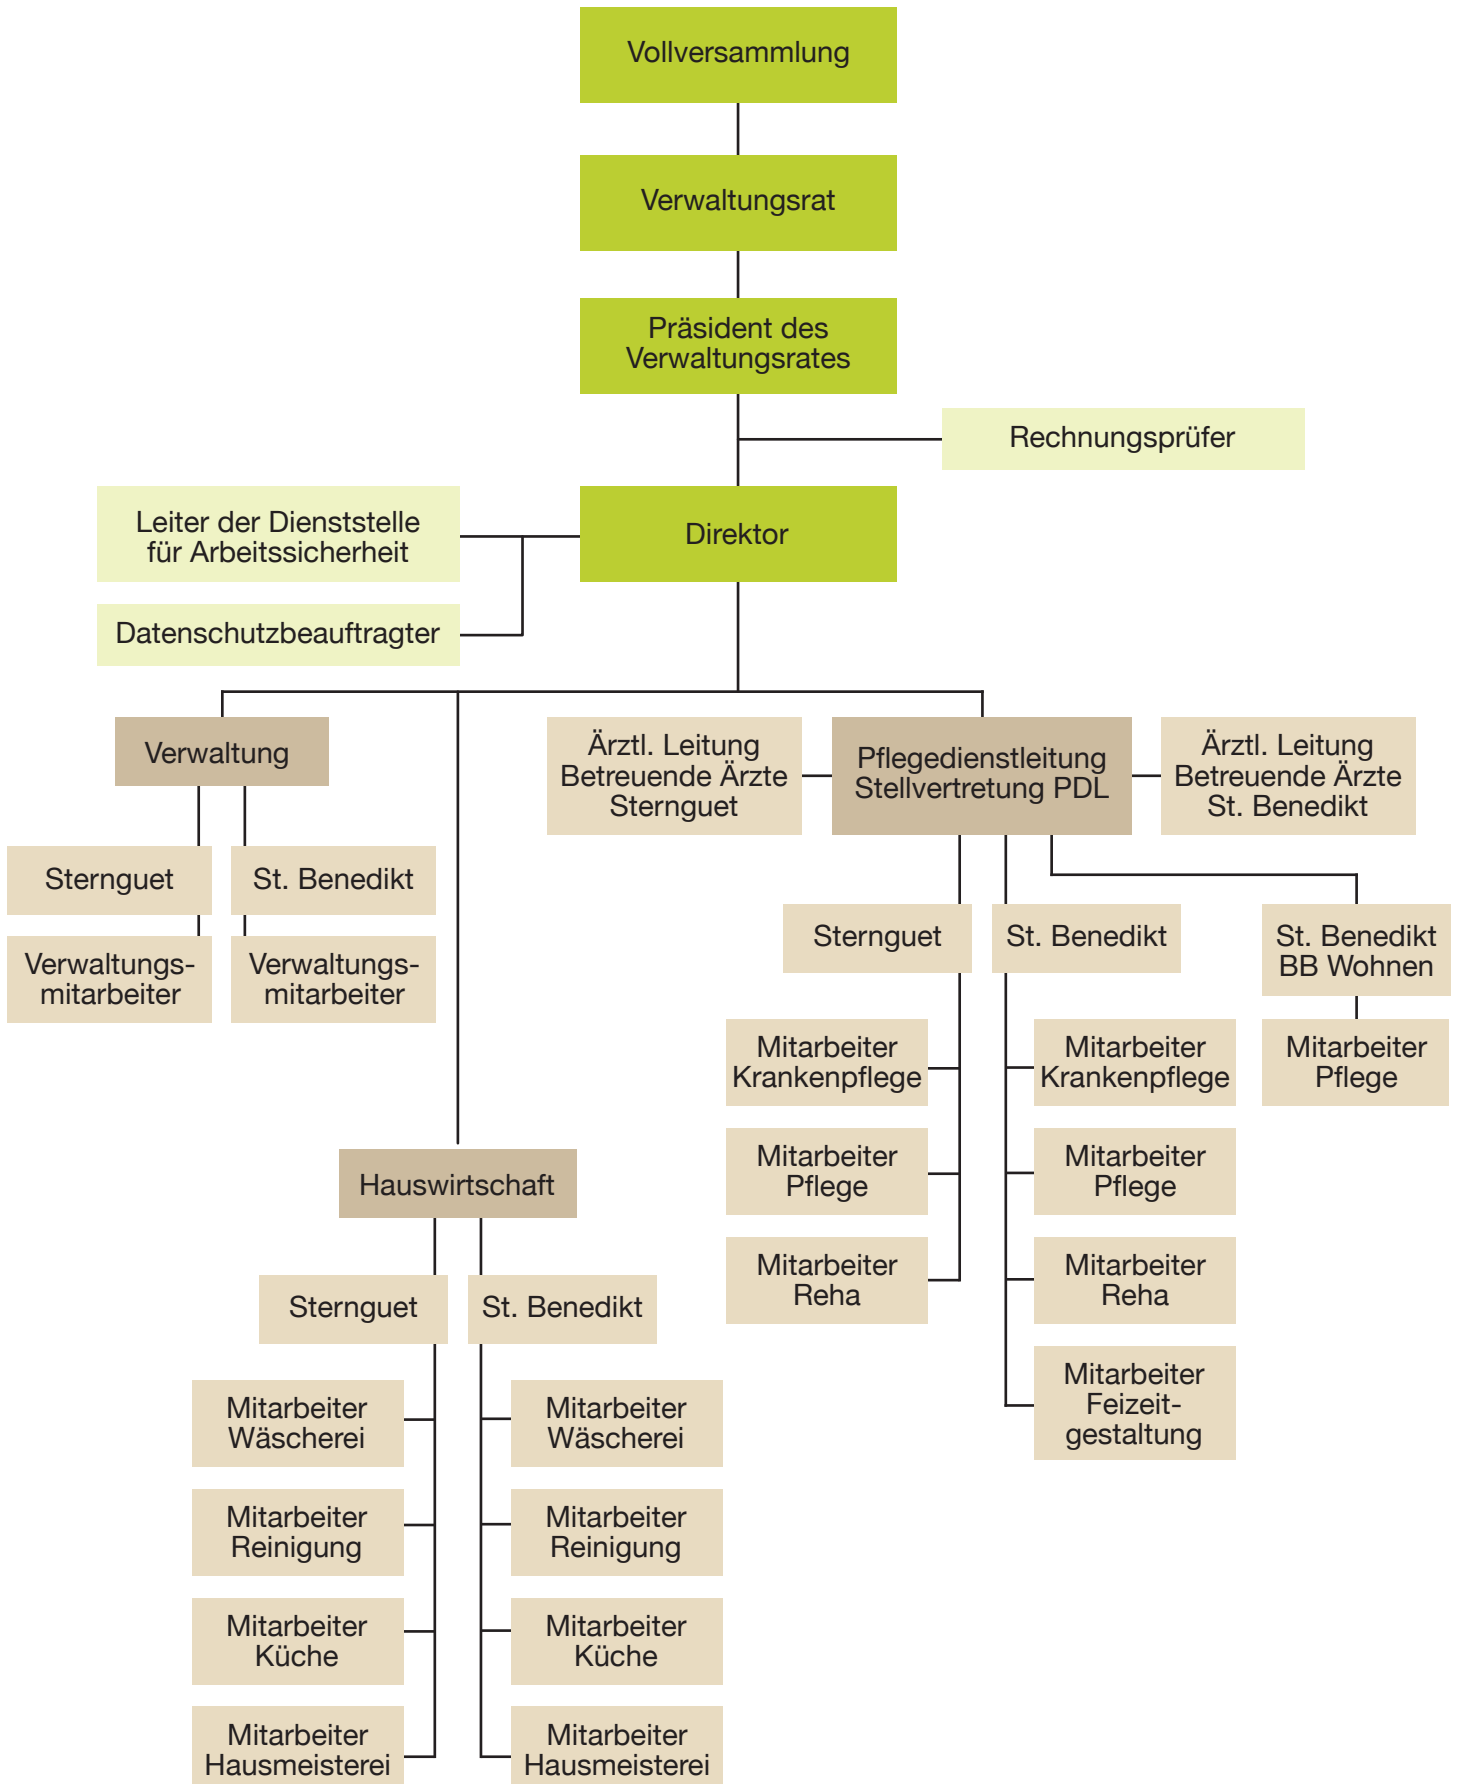 Vollversammlung
Verwaltungsrat
Präsident des
Verwaltungsrates
Rechnungsprüfer
Leiter der Dienststelle
für Arbeitssicherheit
Direktor
Datenschutzbeauftragter
Verwaltung
Ärztl. Leitung
Betreuende Ärzte
Sternguet
Pflegedienstleitung
Stellvertretung PDL
Ärztl. Leitung
Betreuende Ärzte
St. Benedikt
Sternguet
St. Benedikt
Verwaltungs-
mitarbeiter
Verwaltungs-
mitarbeiter
Sternguet
St. Benedikt
St. Benedikt
BB Wohnen
Mitarbeiter
Krankenpflege
Mitarbeiter
Krankenpflege
Mitarbeiter
Pflege
Mitarbeiter
Pflege
Mitarbeiter
Pflege
Mitarbeiter
Reha
Mitarbeiter
Reha
Mitarbeiter
Feizeit-
gestaltung
Hauswirtschaft
Sternguet
St. Benedikt
Mitarbeiter
Wäscherei
Mitarbeiter
Wäscherei
Mitarbeiter
Reinigung
Mitarbeiter
Reinigung
Mitarbeiter
Küche
Mitarbeiter
Küche
Mitarbeiter
Hausmeisterei
Mitarbeiter
Hausmeisterei